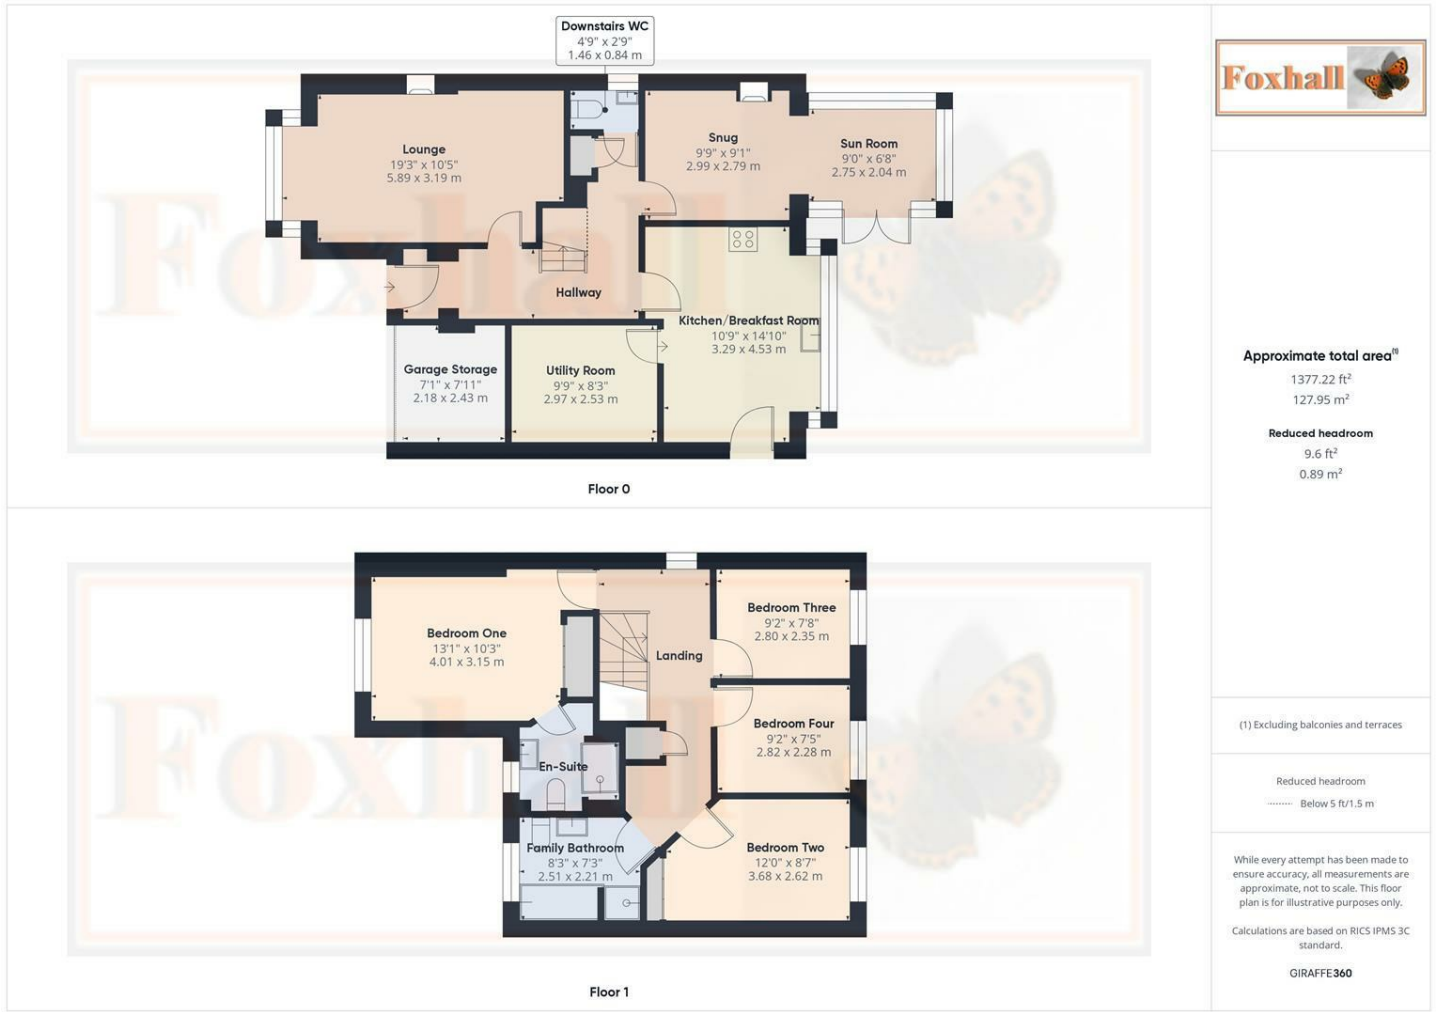 Downstairs WC
4'9" x 2'9"
1.46 x 0.84 m
Lounge
19'3" x 10'5"
5.89 x 3.19 m
Snug
9'9" x 9'1"
2.99 x 2.79 m
Sun Room
9'0" x 6'8"
2.75 x 2.04 m
Hallway
Kitchen/Breakfast Room
10'9" x 14'10"
3.29 x 4.53 m
Garage Storage
7'1" x 7'11"
2.18 x 2.43 m
Utility Room
9'9" x 8'3"
2.97 x 2.53 m
Foxhall
Floor 0
Bedroom One
13'1" x 10'3"
4.01 x 3.15 m
Landing
Bedroom Three
9'2" x 7'8"
2.80 x 2.35 m
Bedroom Four
9'2" x 7'5"
2.82 x 2.28 m
En-Suite
Family Bathroom
8'3" x 7'3"
2.51 x 2.21 m
Bedroom Two
12'0" x 8'7"
3.68 x 2.62 m
Foxhall
Floor 1
Foxhall
Approximate total area(1)
1377.22 ft²
127.95 m²
Reduced headroom
9.6 ft²
0.89 m²
(1) Excluding balconies and terraces
Reduced headroom
Below 5 ft/1.5 m
While every attempt has been made to
ensure accuracy, all measurements are
approximate, not to scale. This floor
plan is for illustrative purposes only.
Calculations are based on RICS IPMS 3C
standard.
GIRAFFE360